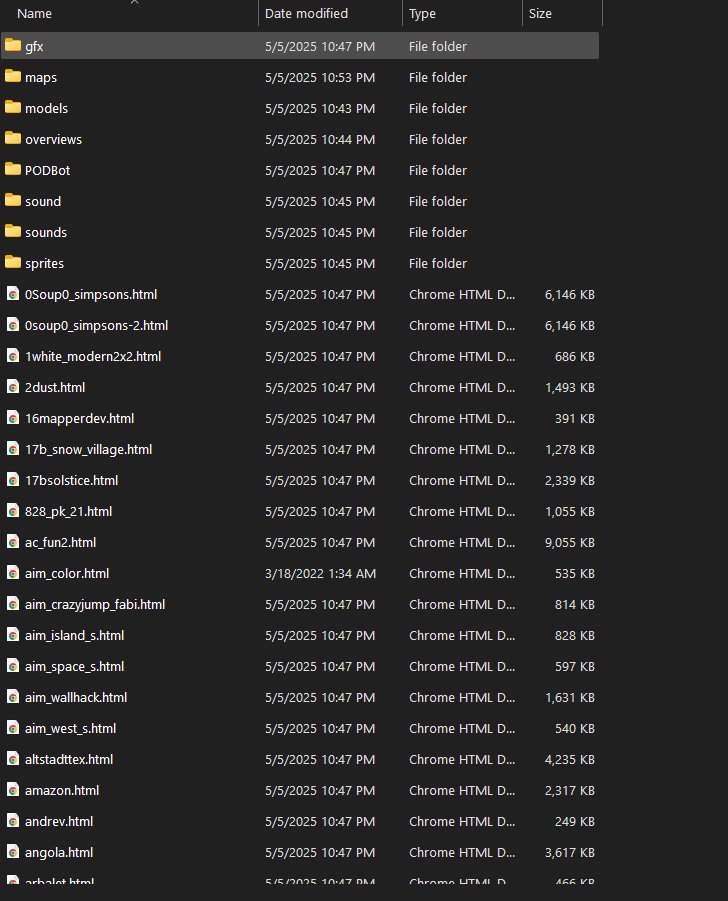 Name Date modified Type Size
gfx 5/5/2025 10:47 PM File folder
maps 5/5/2025 10:53 PM File folder
models 5/5/2025 10:43 PM File folder
overviews 5/5/2025 10:44 PM File folder
PODBot 5/5/2025 10:47 PM File folder
sound 5/5/2025 10:45 PM File folder
sounds 5/5/2025 10:45 PM File folder
sprites 5/5/2025 10:45 PM File folder
0Soup0_simpsons.html 5/5/2025 10:47 PM Chrome HTML D... 6,146 KB
0soup0_simpsons-2.html 5/5/2025 10:47 PM Chrome HTML D... 6,146 KB
1white_modern2x2.html 5/5/2025 10:47 PM Chrome HTML D... 686 KB
2dust.html 5/5/2025 10:47 PM Chrome HTML D... 1,493 KB
16mapperdev.html 5/5/2025 10:47 PM Chrome HTML D... 391 KB
17b_snow_village.html 5/5/2025 10:47 PM Chrome HTML D... 1,278 KB
17bsolstice.html 5/5/2025 10:47 PM Chrome HTML D... 2,339 KB
828_pk_21.html 5/5/2025 10:47 PM Chrome HTML D... 1,055 KB
ac_fun2.html 5/5/2025 10:47 PM Chrome HTML D... 9,055 KB
aim_color.html 3/18/2022 1:34 AM Chrome HTML D... 535 KB
aim_crazyjump_fabi.html 5/5/2025 10:47 PM Chrome HTML D... 814 KB
aim_island_s.html 5/5/2025 10:47 PM Chrome HTML D... 828 KB
aim_space_s.html 5/5/2025 10:47 PM Chrome HTML D... 597 KB
aim_wallhack.html 5/5/2025 10:47 PM Chrome HTML D... 1,631 KB
aim_west_s.html 5/5/2025 10:47 PM Chrome HTML D... 540 KB
altstadttex.html 5/5/2025 10:47 PM Chrome HTML D... 4,235 KB
amazon.html 5/5/2025 10:47 PM Chrome HTML D... 2,317 KB
andrev.html 5/5/2025 10:47 PM Chrome HTML D... 249 KB
angola.html 5/5/2025 10:47 PM Chrome HTML D... 3,617 KB
arbalet.html 5/5/2025 10:47 PM Chrome HTML D 466 KB